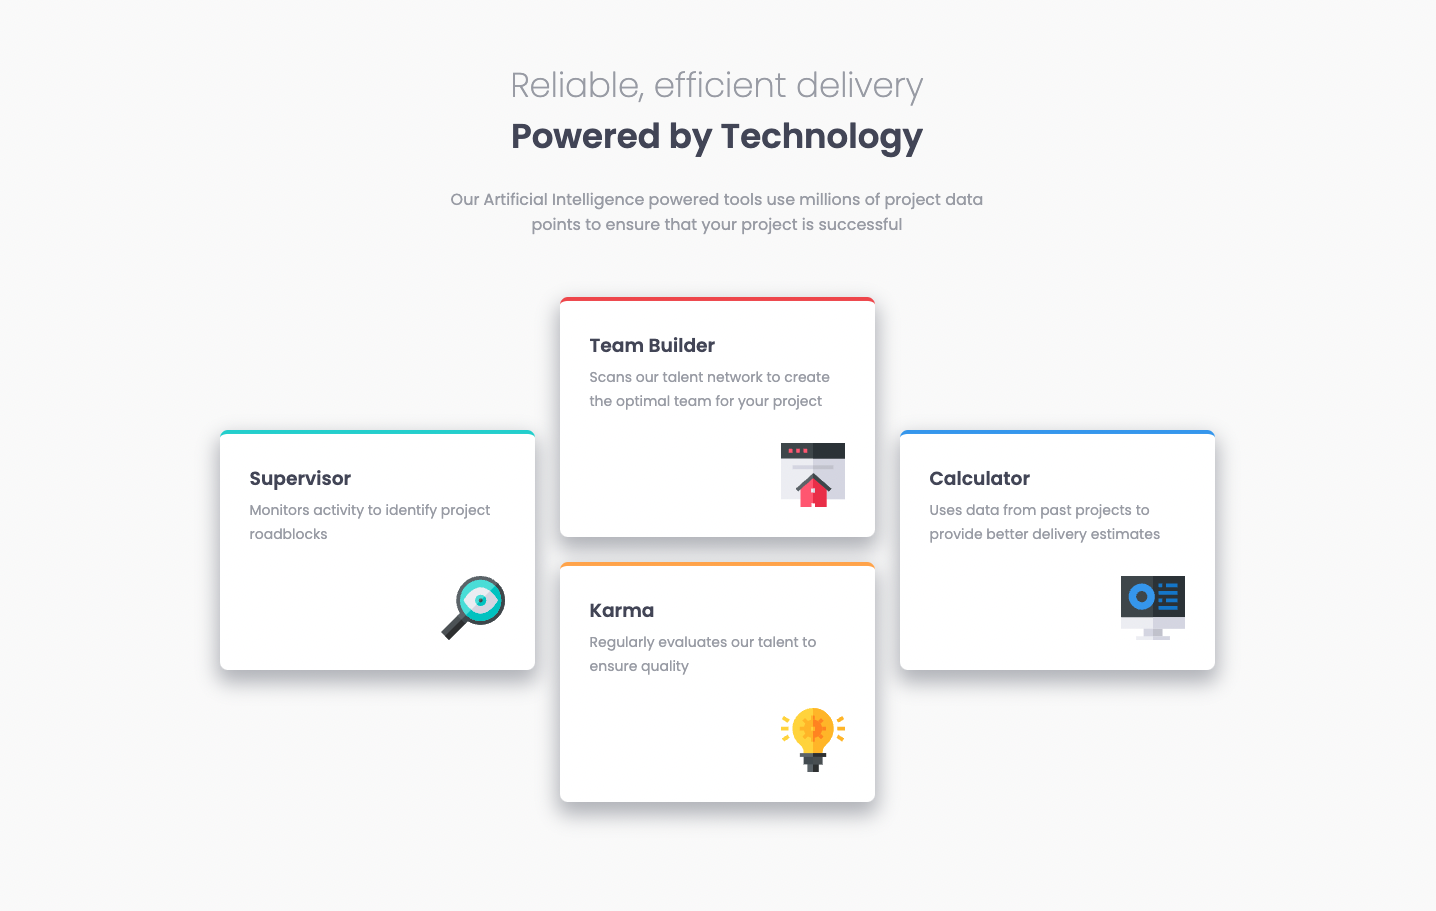 Reliable, efficient delivery
Powered by Technology
Our Artificial Intelligence powered tools use millions of project data
points to ensure that your project is successful
Team Builder
Scans our talent network to create
the optimal team for your project
Supervisor
Monitors activity to identify project
roadblocks
Calculator
Uses data from past projects to
provide better delivery estimates
Karma
Regularly evaluates our talent to
ensure quality